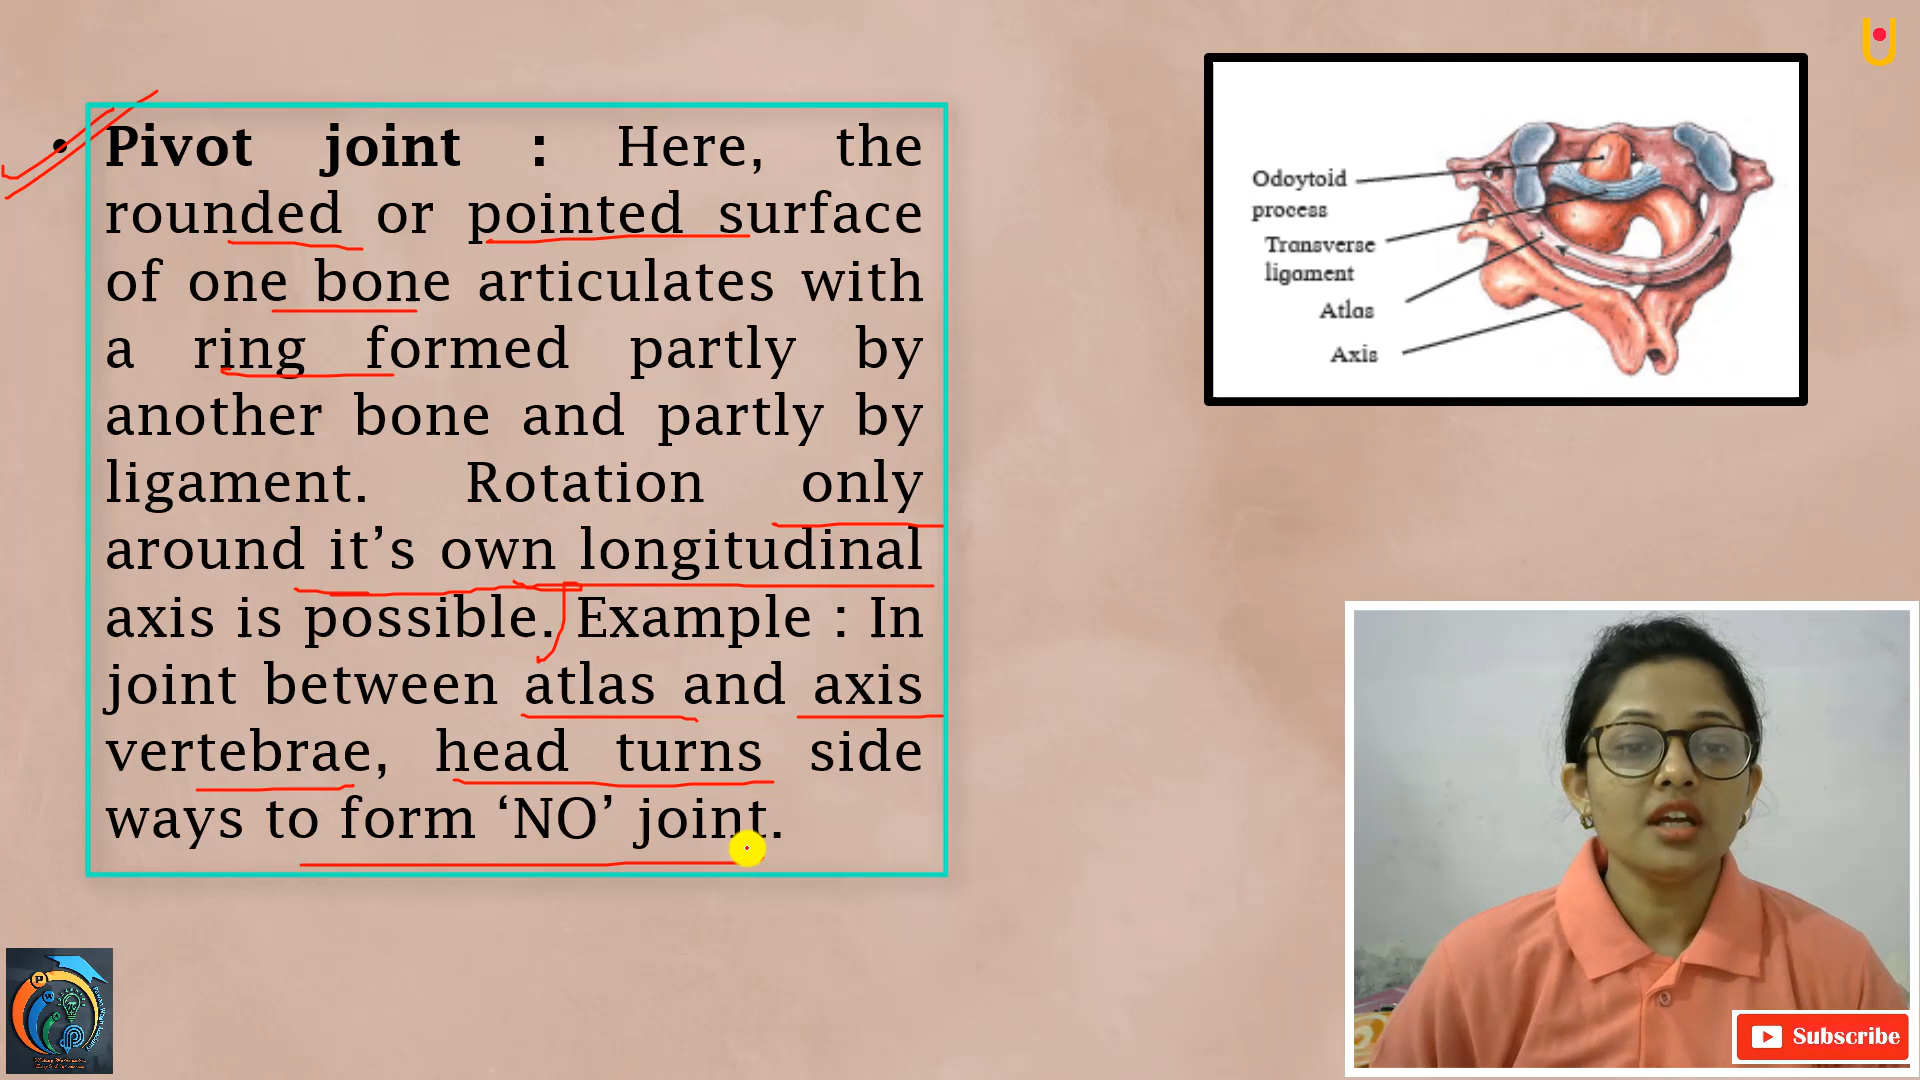 • Pivot joint : Here, the
rounded or pointed surface
of one bone articulates with
a ring formed partly by
another bone and partly by
ligament. Rotation only
around it’s own longitudinal
axis is possible. Example : In
joint between atlas and axis
vertebrae, head turns side
ways to form ‘NO’ joint.
Odoytoid
process
Transverse
ligament
Atlas
Axis
Subscribe